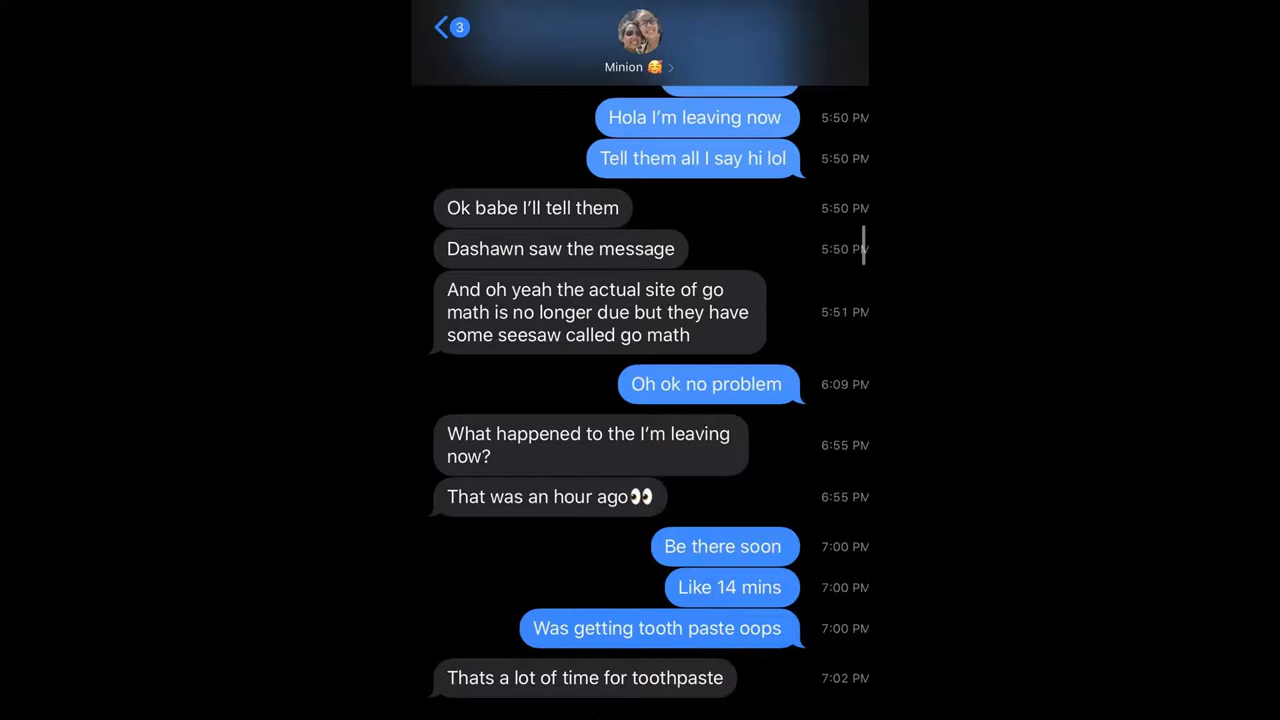 3
Minion 🥰 >
Hola I’m leaving now
5:50 PM
Tell them all I say hi lol
5:50 PM
Ok babe I’ll tell them
5:50 PM
Dashawn saw the message
5:50 PM
And oh yeah the actual site of go
math is no longer due but they have
some seesaw called go math
5:51 PM
Oh ok no problem
6:09 PM
What happened to the I’m leaving
now?
6:55 PM
That was an hour ago👀
6:55 PM
Be there soon
7:00 PM
Like 14 mins
7:00 PM
Was getting tooth paste oops
7:00 PM
Thats a lot of time for toothpaste
7:02 PM